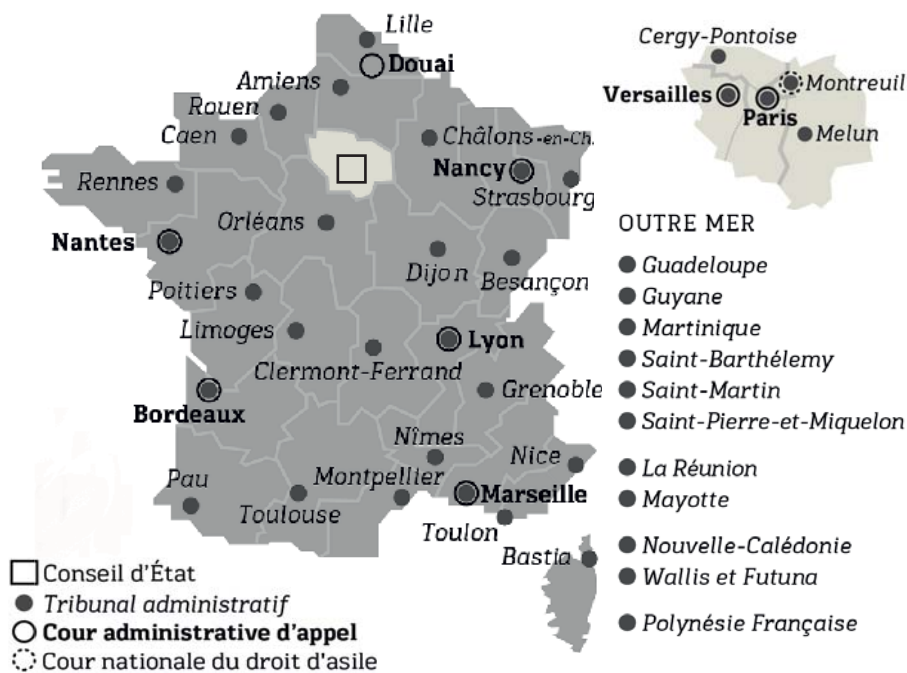 Lille
Douai
Amiens
Rouen
Caen
Châlons-en-Ch.
Nancy
Strasbourg
Rennes
Orléans
Nantes
Dijon
Besançon
Poitiers
Limoges
Lyon
Clermont-Ferrand
Grenoble
Bordeaux
Nîmes
Nice
Pau
Montpellier
Marseille
Toulouse
Toulon
Bastia
Cergy-Pontoise
Montreuil
Versailles
Paris
Melun
OUTRE MER
Guadeloupe
Guyane
Martinique
Saint-Barthélemy
Saint-Martin
Saint-Pierre-et-Miquelon
La Réunion
Mayotte
Nouvelle-Calédonie
Wallis et Futuna
Polynésie Française
Conseil d'État
Tribunal administratif
Cour administrative d'appel
Cour nationale du droit d'asile